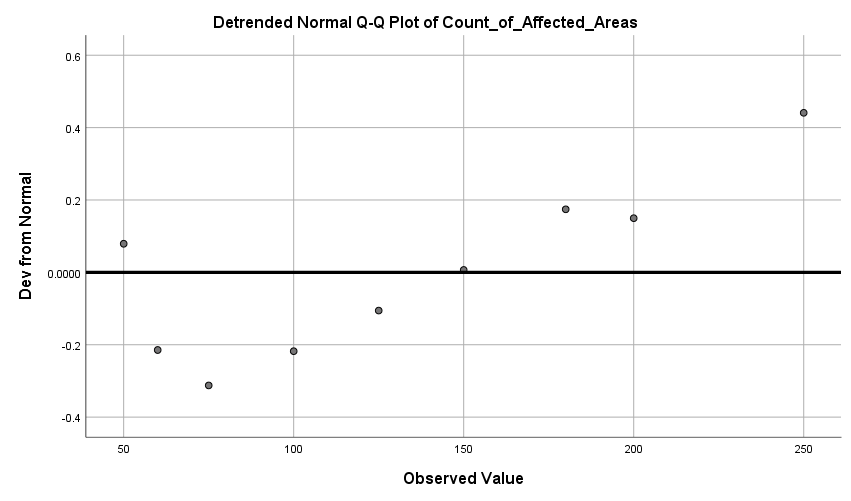 Detrended Normal Q-Q Plot of Count_of_Affected_Areas
0.6
0.4
0.2
0.0000
-0.2
-0.4
Dev from Normal
50 100 150 200 250
Observed Value